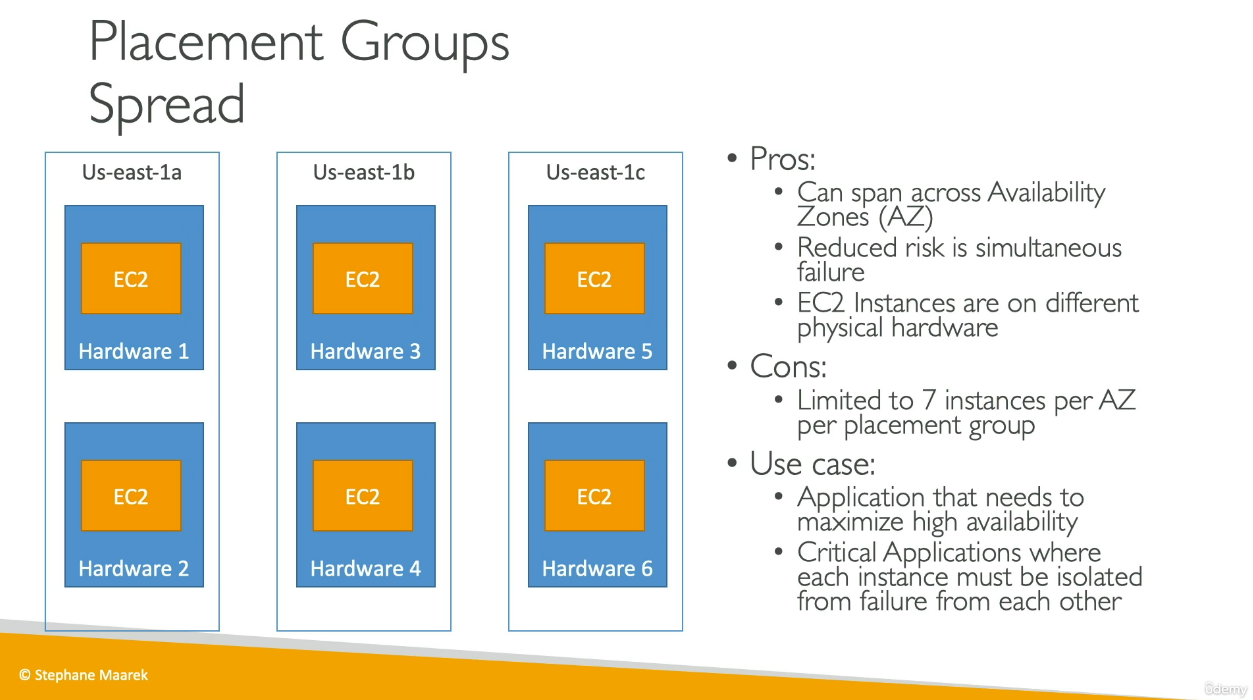 Placement Groups
Spread
Us-east-1a
EC2
Hardware 1
EC2
Hardware 2
Us-east-1b
EC2
Hardware 3
EC2
Hardware 4
Us-east-1c
EC2
Hardware 5
EC2
Hardware 6
• Pros:
• Can span across Availability
Zones (AZ)
• Reduced risk is simultaneous
failure
• EC2 Instances are on different
physical hardware
• Cons:
• Limited to 7 instances per AZ
per placement group
• Use case:
• Application that needs to
maximize high availability
• Critical Applications where
each instance must be isolated
from failure from each other
© Stephane Maarek
ûdemy